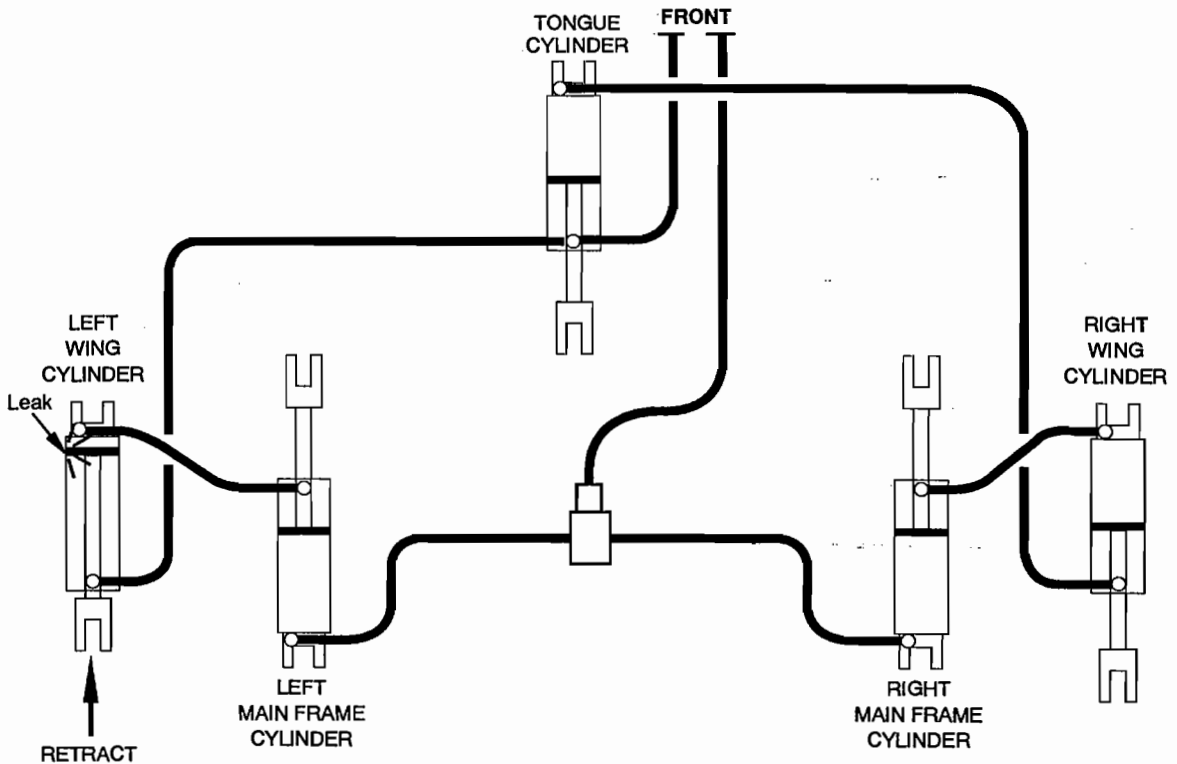 TONGUE
CYLINDER
FRONT
LEFT
WING
CYLINDER
Leak
RIGHT
WING
CYLINDER
RETRACT
LEFT
MAIN FRAME
CYLINDER
RIGHT
MAIN FRAME
CYLINDER